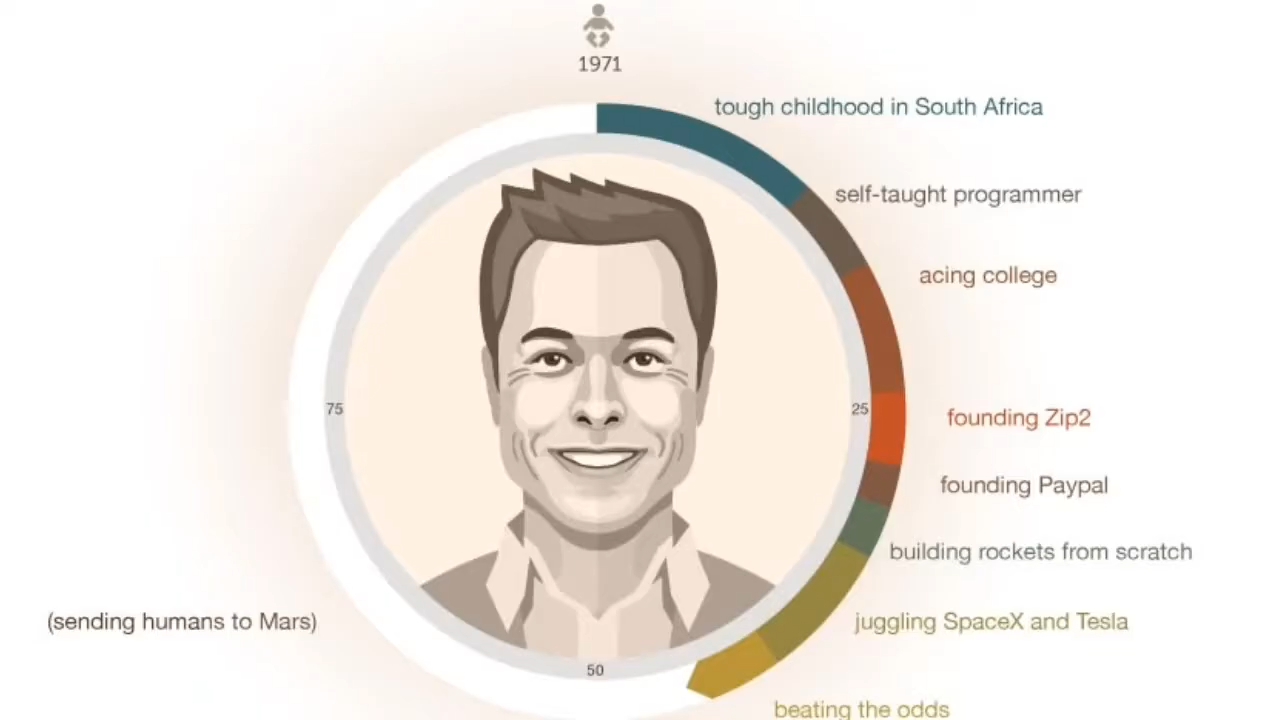 1971
tough childhood in South Africa
self-taught programmer
acing college
75
25
founding Zip2
founding Paypal
building rockets from scratch
(sending humans to Mars)
juggling SpaceX and Tesla
50
beating the odds